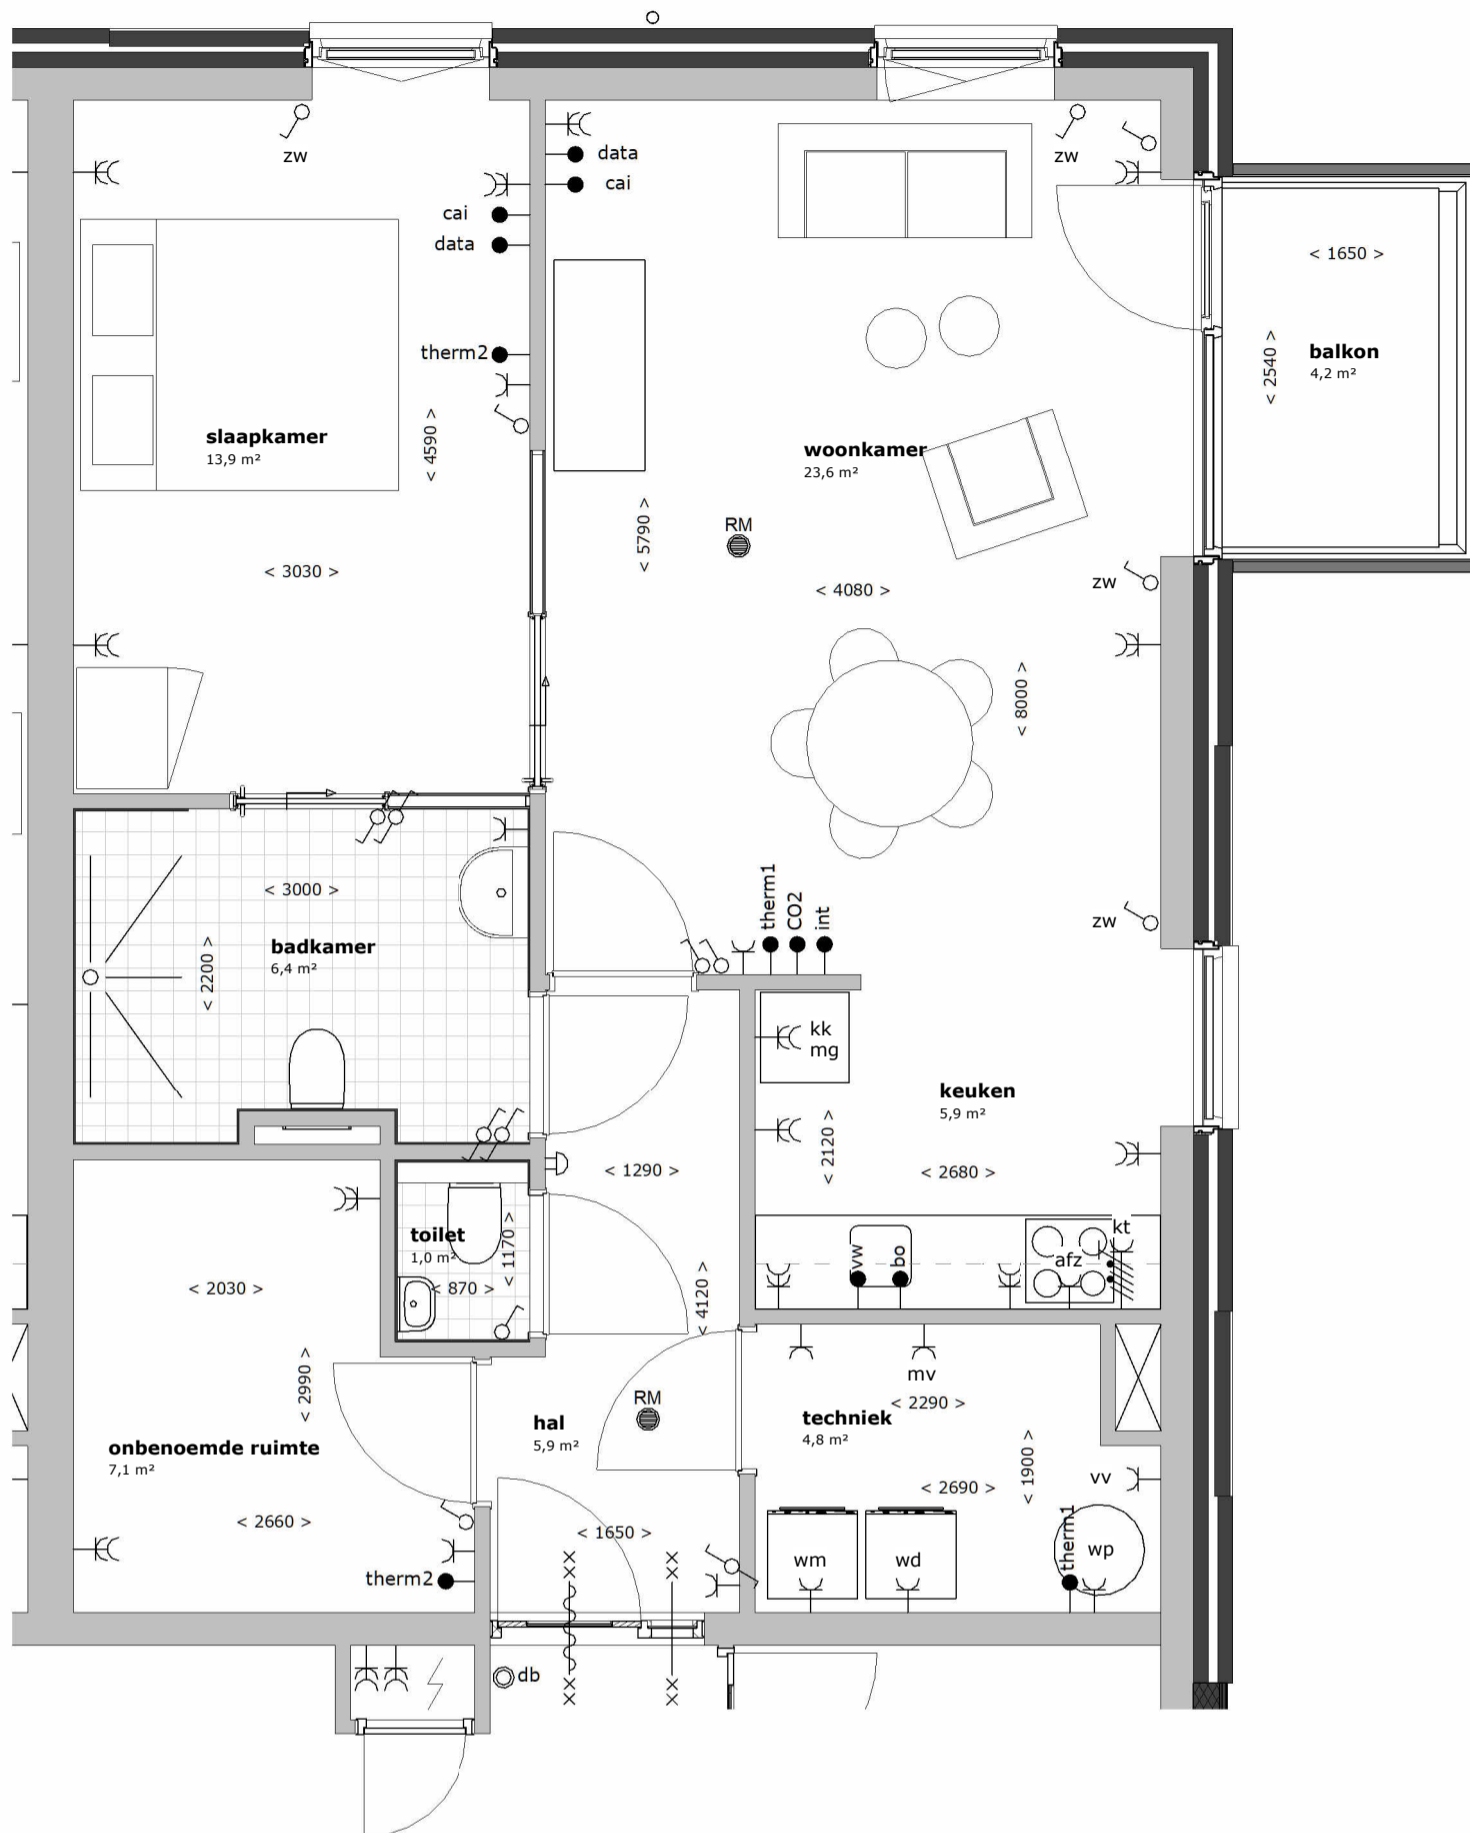 zw
zw
data
cai
cai
data
< 1650 >
< 2540 >
balkon
4,2 m²
therm2
slaapkamer
13,9 m²
< 4590 >
woonkamer
23,6 m²
RM
< 5790 >
< 3030 >
< 4080 >
zw
< 8000 >
< 3000 >
badkamer
6,4 m²
< 2200 >
therm1
CO2
int
zw
kk
mg
keuken
5,9 m²
< 2120 >
< 1290 >
< 2680 >
toilet
1,0 m²
< 1170 >
< 870 >
< 2030 >
vw
bo
afz
kt
< 4120 >
< 2990 >
mv
< 2290 >
RM
hal
5,9 m²
techniek
4,8 m²
onbenoemde ruimte
7,1 m²
< 1900 >
vv
< 2690 >
< 2660 >
< 1650 >
wm
wd
therm1
wp
therm2
db